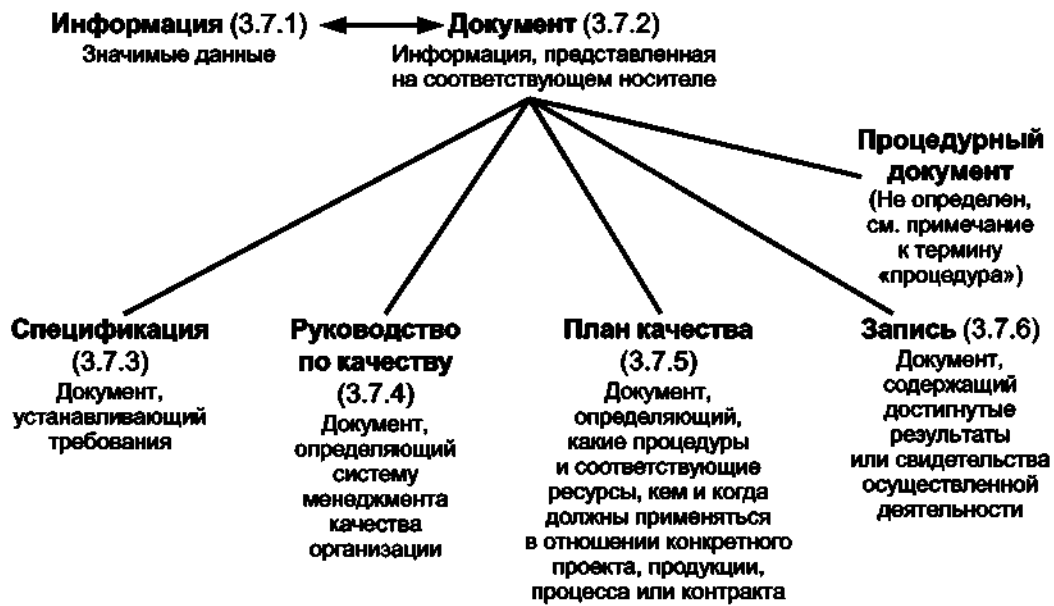 Информация (3.7.1)
Значимые данные
Документ (3.7.2)
Информация, представленная
на соответствующем носителе
Процедурный
документ
(Не определен,
см. примечание
к термину
«процедура»)
Спецификация
(3.7.3)
Документ,
устанавливающий
требования
Руководство
по качеству
(3.7.4)
Документ,
определяющий
систему
менеджмента
качества
организации
План качества
(3.7.5)
Документ,
определяющий,
какие процедуры
и соответствующие
ресурсы, кем и когда
должны применяться
в отношении конкретного
проекта, продукции,
процесса или контракта
Запись (3.7.6)
Документ,
содержащий
достигнутые
результаты
или свидетельства
осуществленной
деятельности